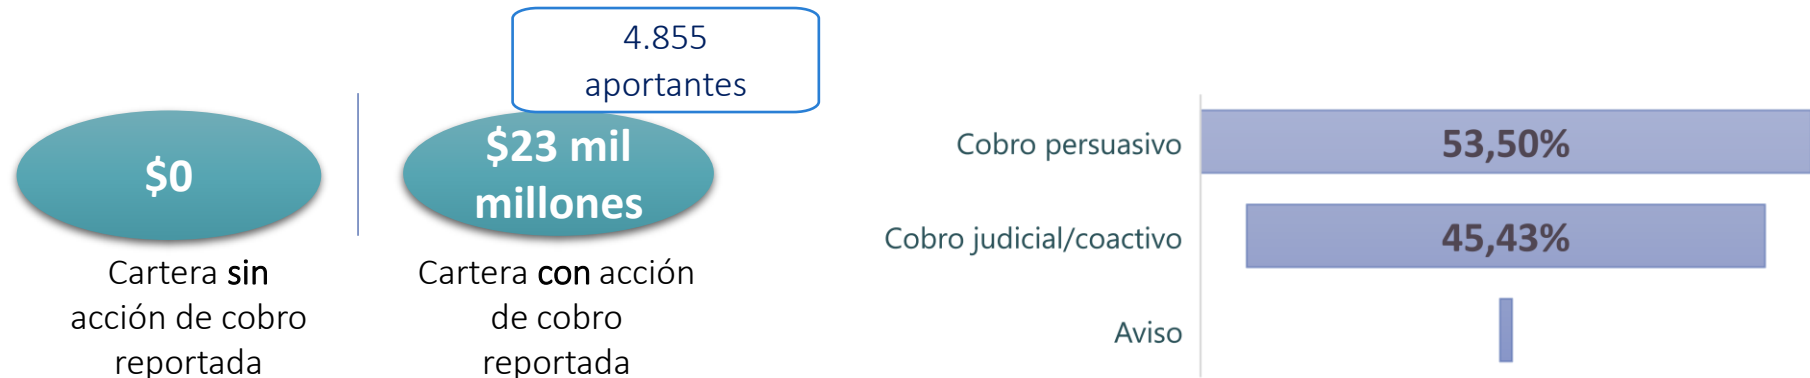 4.855
aportantes
$0
$23 mil
millones
Cartera sin
acción de cobro
reportada
Cartera con acción
de cobro
reportada
Cobro persuasivo
53,50%
Cobro judicial/coactivo
45,43%
Aviso